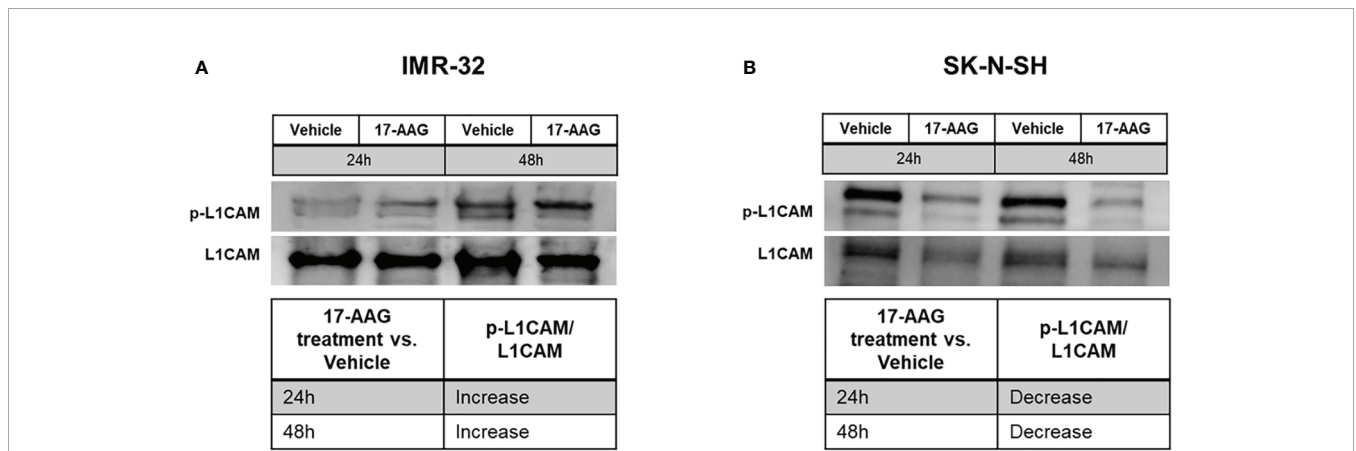 A
IMR-32
Vehicle 17-AAG Vehicle 17-AAG
24h 48h
p-L1CAM
L1CAM
17-AAG
treatment vs.
Vehicle
p-L1CAM/
L1CAM
24h Increase
48h Increase
B
SK-N-SH
Vehicle 17-AAG Vehicle 17-AAG
24h 48h
p-L1CAM
L1CAM
17-AAG
treatment vs.
Vehicle
p-L1CAM/
L1CAM
24h Decrease
48h Decrease